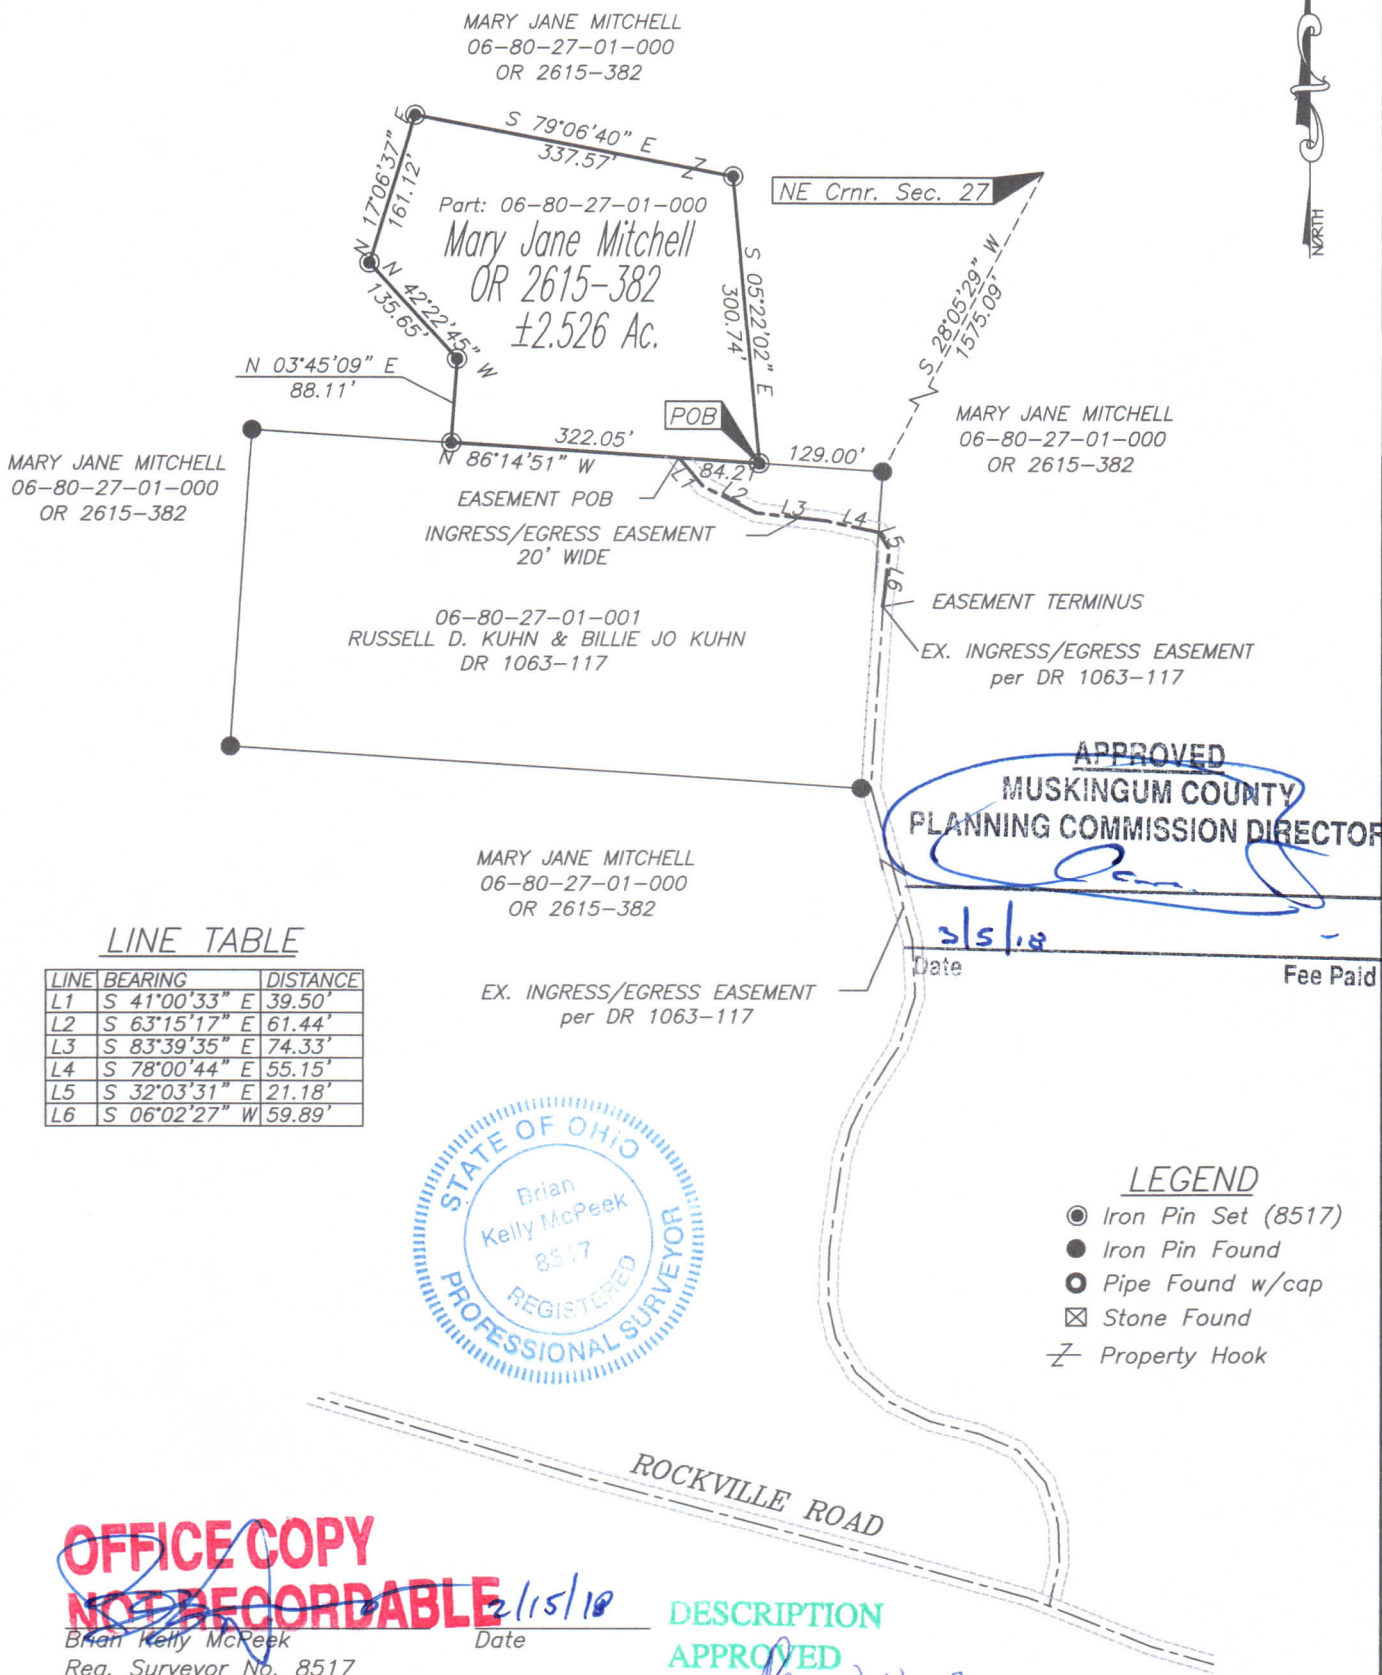 MARY JANE MITCHELL
06-80-27-01-000
OR 2615-382
NORTH
S 79°06'40" E
337.57'
N 17°06'37" E
161.12'
Part: 06-80-27-01-000
Mary Jane Mitchell
OR 2615-382
±2.526 Ac.
NE Crnr. Sec. 27
S 28°05'29" W
1575.09'
S 05°22'02" E
300.74'
N 42°22'45" W
135.65'
N 03°45'09" E
88.11'
POB
MARY JANE MITCHELL
06-80-27-01-000
OR 2615-382
322.05'
N 86°14'51" W
129.00'
84.21'
MARY JANE MITCHELL
06-80-27-01-000
OR 2615-382
EASEMENT POB
L1
L2
L3
L4
L5
L6
INGRESS/EGRESS EASEMENT
20' WIDE
EASEMENT TERMINUS
06-80-27-01-001
RUSSELL D. KUHN & BILLIE JO KUHN
DR 1063-117
EX. INGRESS/EGRESS EASEMENT
per DR 1063-117
APPROVED
MUSKINGUM COUNTY
PLANNING COMMISSION DIRECTOR
3/5/18
Date
Fee Paid
MARY JANE MITCHELL
06-80-27-01-000
OR 2615-382
EX. INGRESS/EGRESS EASEMENT
per DR 1063-117
LINE TABLE
LINE BEARING DISTANCE
L1 S 41°00'33" E 39.50'
L2 S 63°15'17" E 61.44'
L3 S 83°39'35" E 74.33'
L4 S 78°00'44" E 55.15'
L5 S 32°03'31" E 21.18'
L6 S 06°02'27" W 59.89'
STATE OF OHIO
Brian
Kelly McPeek
8517
REGISTERED
PROFESSIONAL SURVEYOR
LEGEND
Iron Pin Set (8517)
Iron Pin Found
Pipe Found w/cap
Stone Found
Property Hook
ROCKVILLE ROAD
OFFICE COPY
NOT RECORDABLE
2/15/18
Brian Kelly McPeek
Date
Reg. Surveyor No. 8517
DESCRIPTION
APPROVED